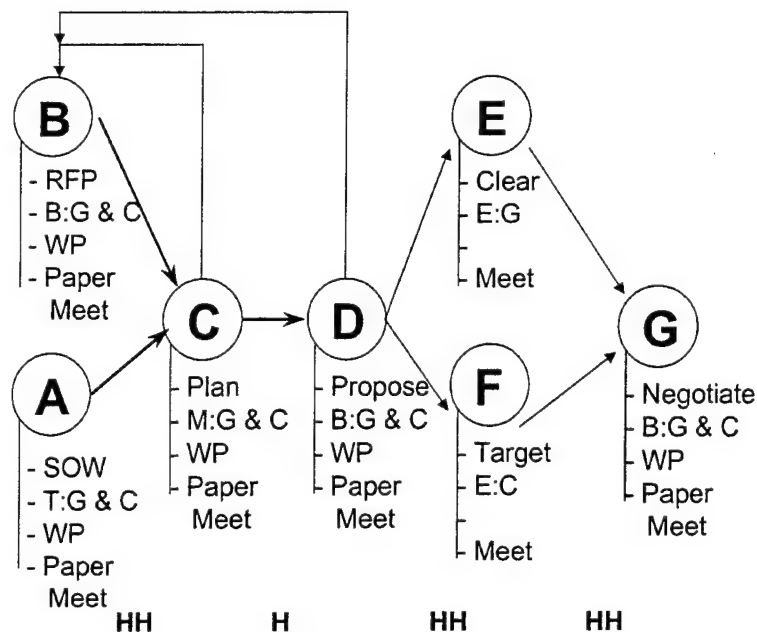 B
- RFP
- B:G & C
- WP
- Paper
Meet
A
- SOW
- T:G & C
- WP
- Paper
Meet
C
- Plan
- M:G & C
- WP
- Paper
Meet
D
- Propose
- B:G & C
- WP
- Paper
Meet
E
- Clear
- E:G
-
- Meet
F
- Target
- E:C
-
- Meet
G
- Negotiate
- B:G & C
- WP
- Paper
Meet
HH H HH HH